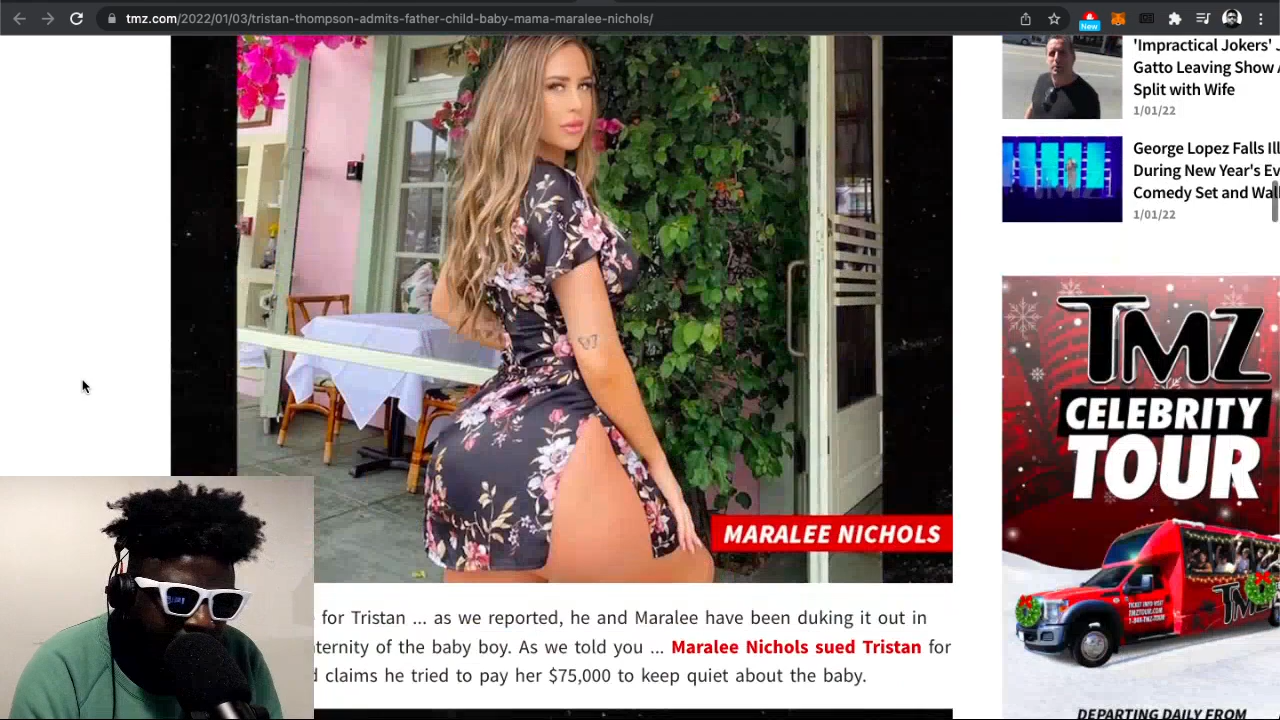 tmz.com/2022/01/03/tristan-thompson-admits-father-child-baby-mama-maralee-nichols/
New
'Impractical Jokers' J
Gatto Leaving Show A
Split with Wife
1/01/22
George Lopez Falls Ill
During New Year's Ev
Comedy Set and Wal
1/01/22
TMZ
CELEBRITY
TOUR
MARALEE NICHOLS
for Tristan ... as we reported, he and Maralee have been duking it out in
ternity of the baby boy. As we told you ... Maralee Nichols sued Tristan for
d claims he tried to pay her $75,000 to keep quiet about the baby.
DEPARTING DAILY FROM